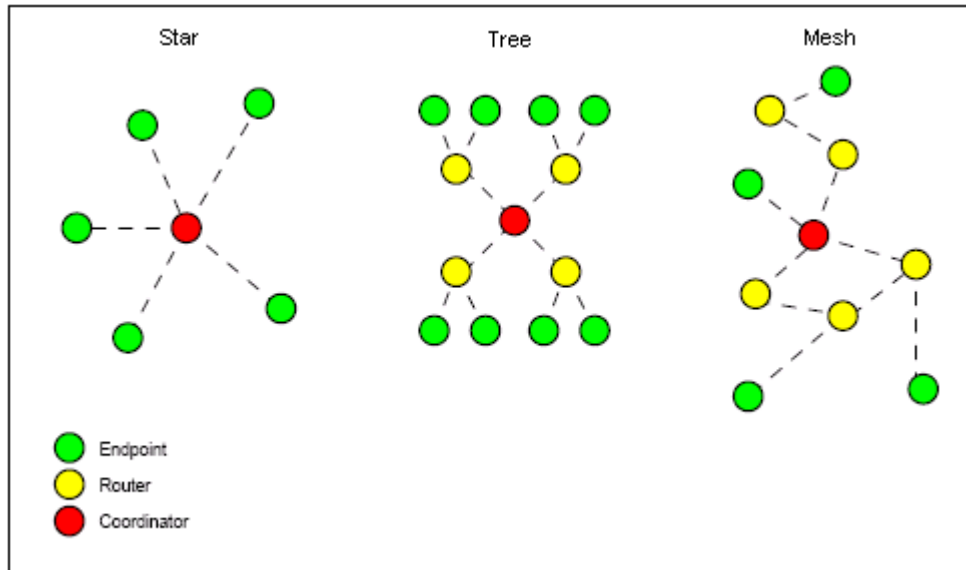 Star
Tree
Mesh
Endpoint
Router
Coordinator